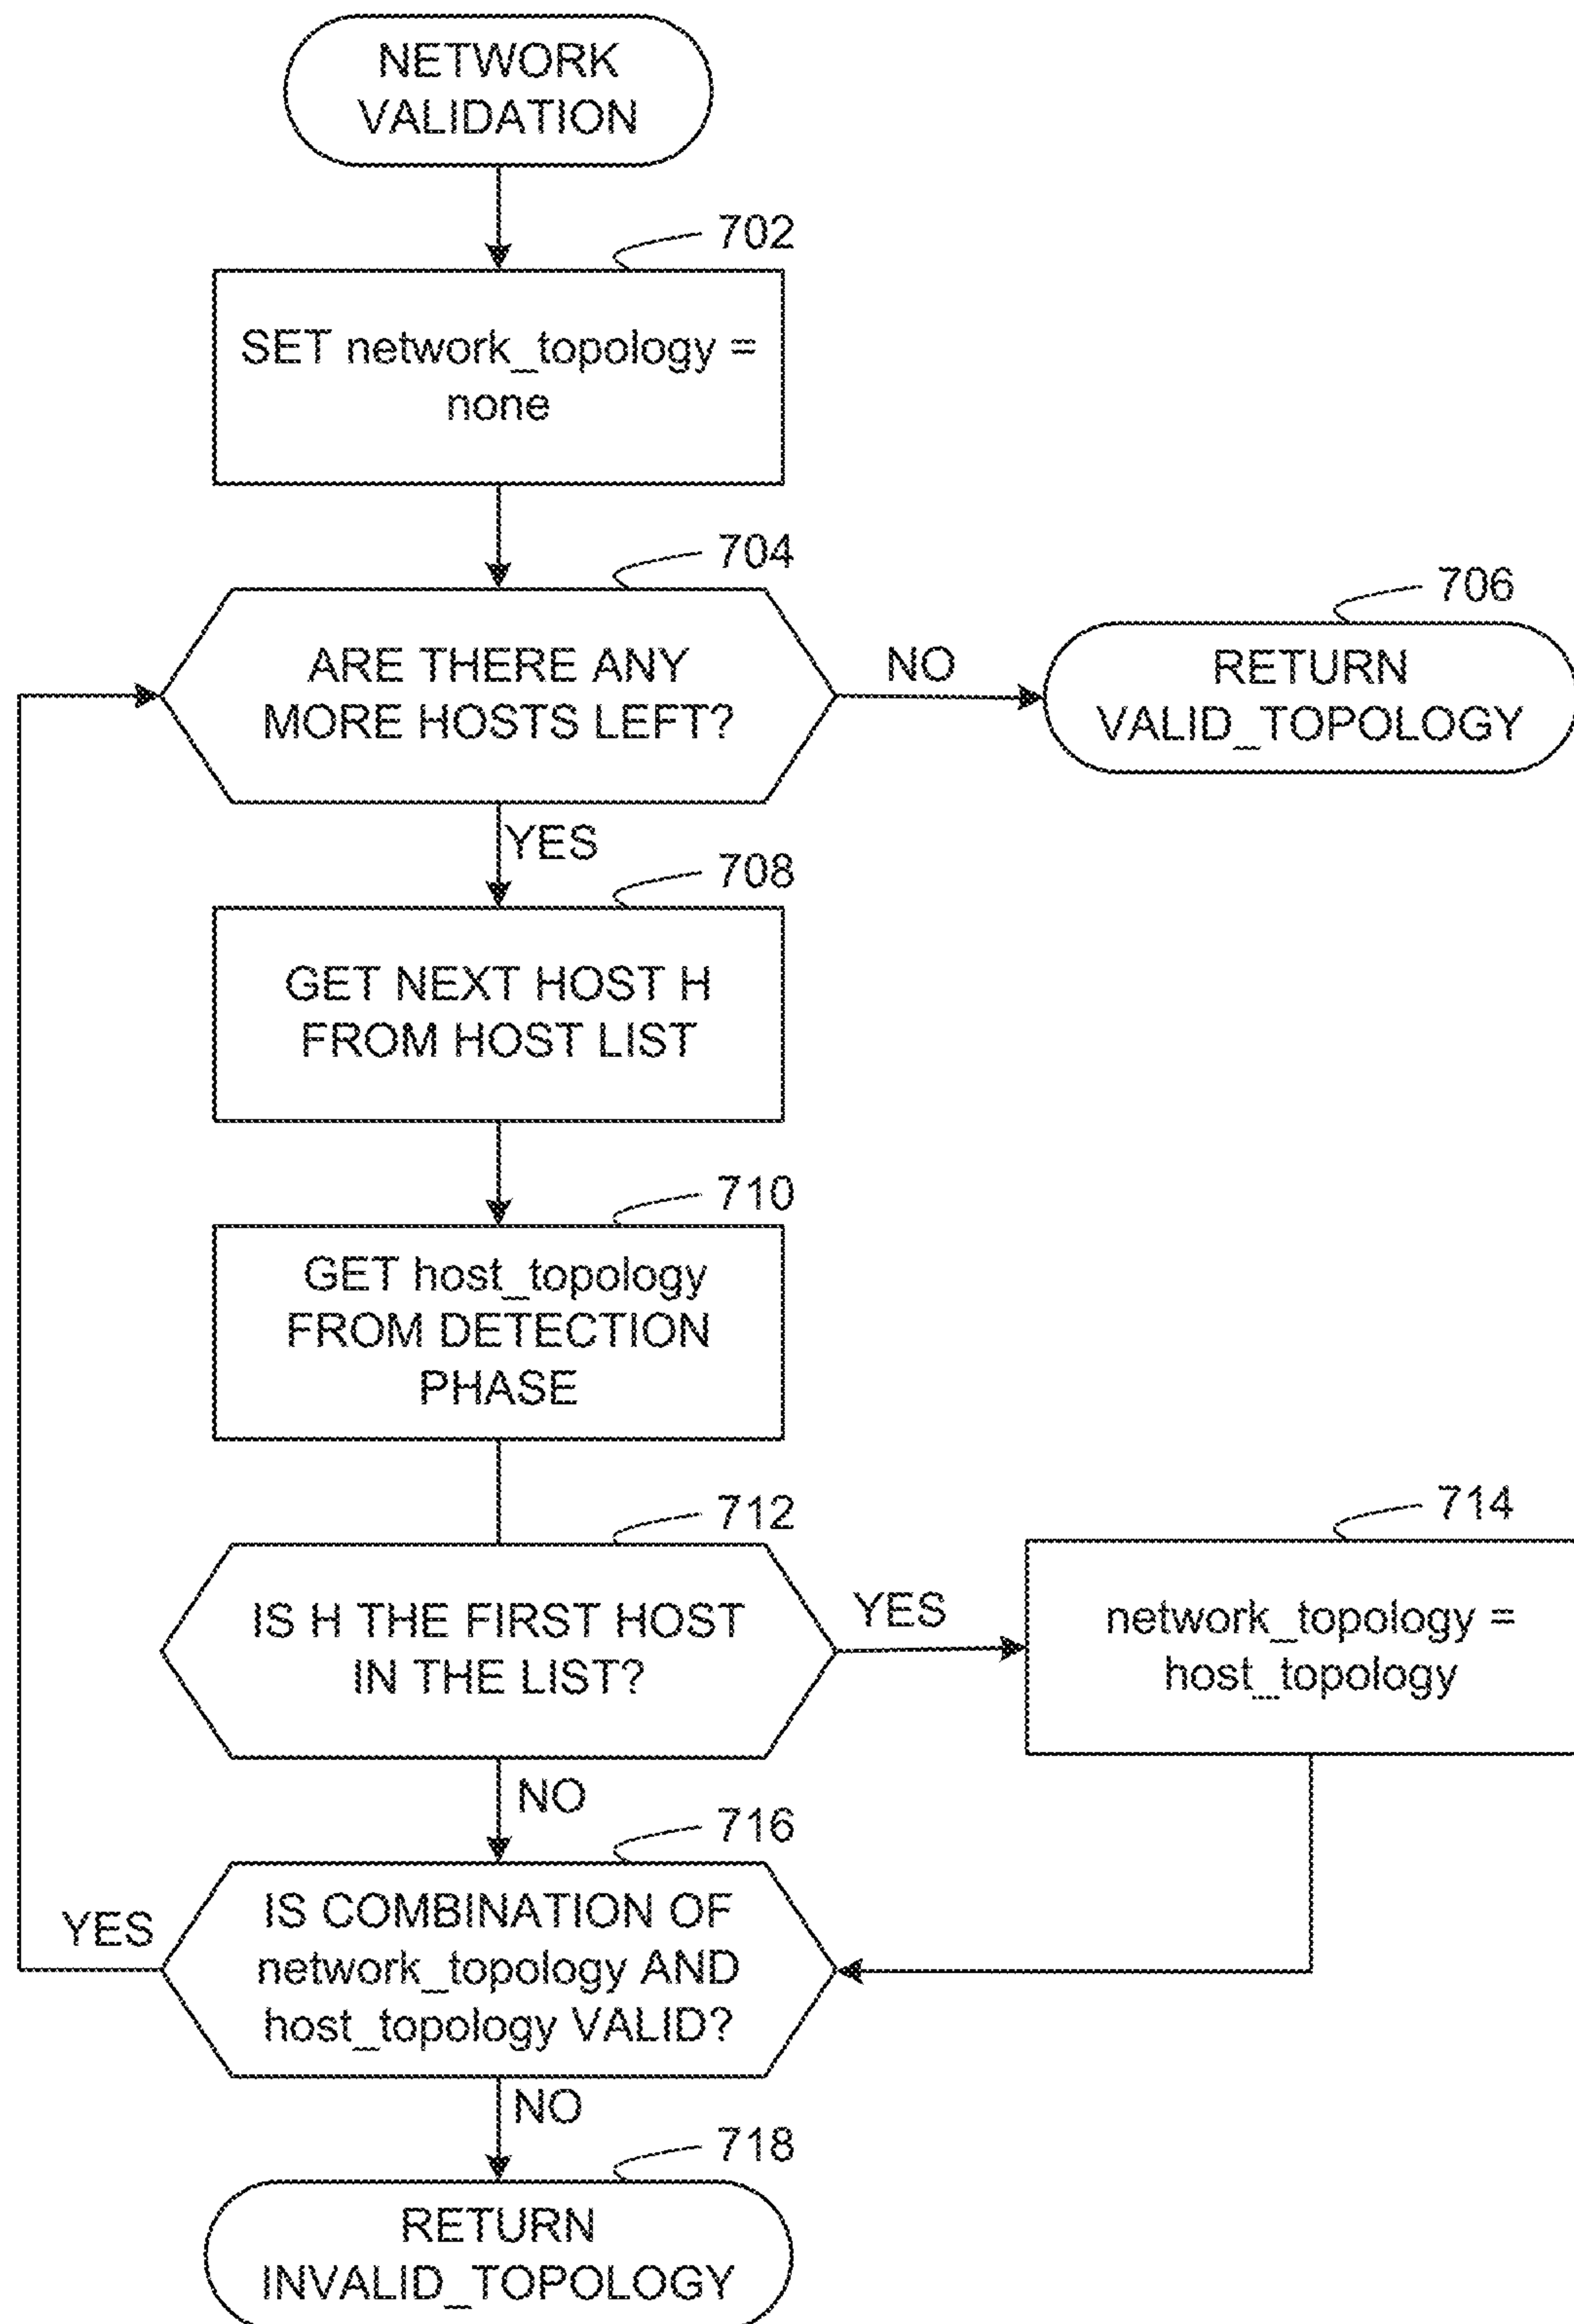 NETWORK
VALIDATION
702
SET network_topology =
none
704
ARE THERE ANY
MORE HOSTS LEFT?
NO
706
RETURN
VALID_TOPOLOGY
YES
708
GET NEXT HOST H
FROM HOST LIST
710
GET host_topology
FROM DETECTION
PHASE
712
IS H THE FIRST HOST
IN THE LIST?
YES
714
network_topology =
host_topology
NO
716
IS COMBINATION OF
network_topology AND
host_topology VALID?
YES
NO
718
RETURN
INVALID_TOPOLOGY